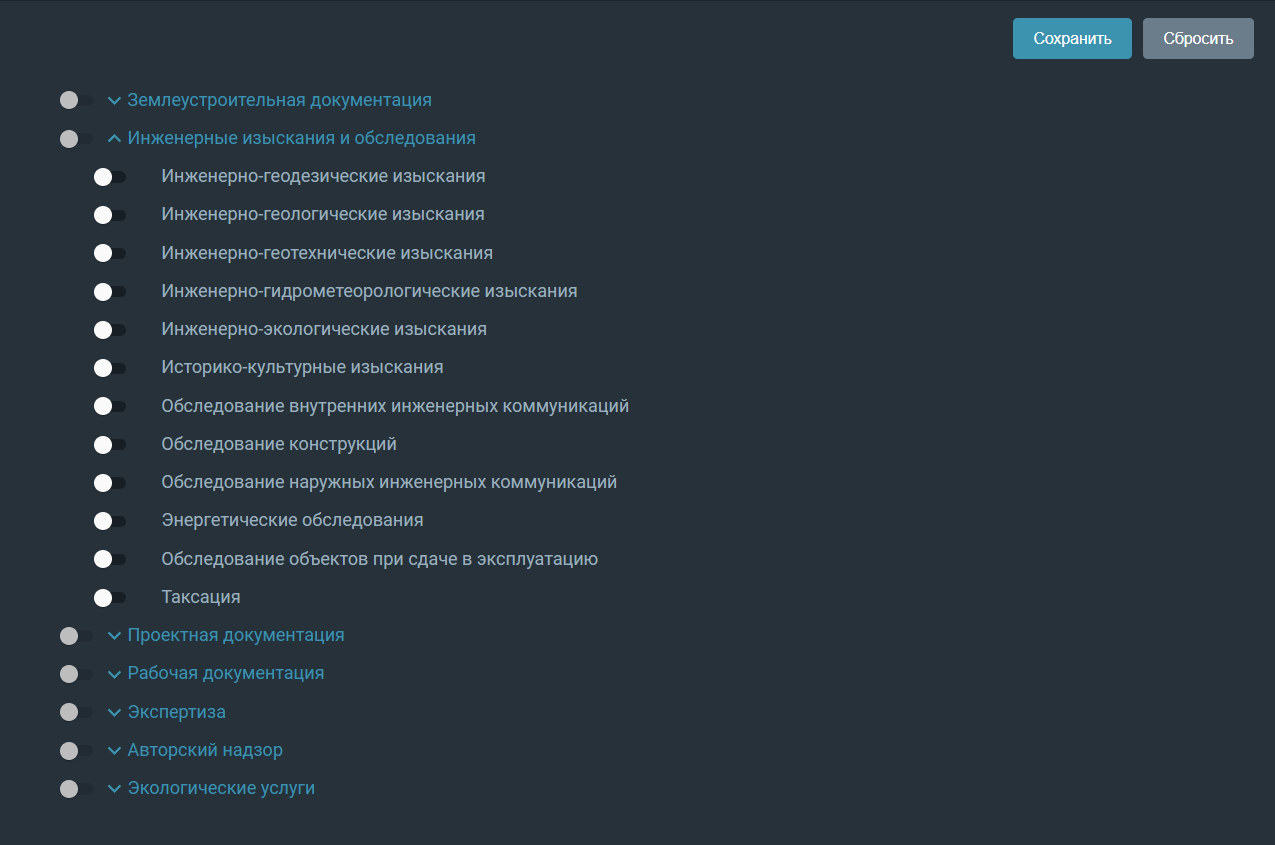 Сохранить
Сбросить
Землеустроительная документация
Инженерные изыскания и обследования
Инженерно-геодезические изыскания
Инженерно-геологические изыскания
Инженерно-геотехнические изыскания
Инженерно-гидрометеорологические изыскания
Инженерно-экологические изыскания
Историко-культурные изыскания
Обследование внутренних инженерных коммуникаций
Обследование конструкций
Обследование наружных инженерных коммуникаций
Энергетические обследования
Обследование объектов при сдаче в эксплуатацию
Таксация
Проектная документация
Рабочая документация
Экспертиза
Авторский надзор
Экологические услуги